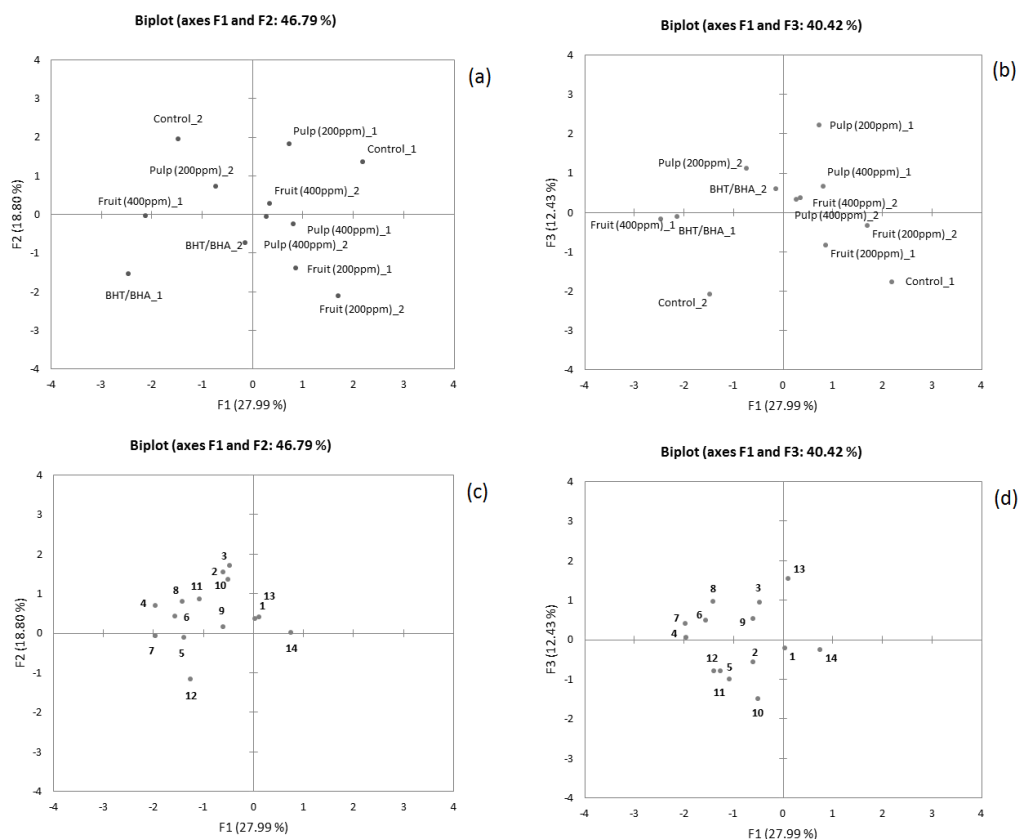 Biplot (axes F1 and F2: 46.79 %)
(a)
4
3
2
1
0
-1
-2
-3
-4
F2 (18.80 %)
Control_2
Pulp (200ppm)_1
Control_1
Pulp (200ppm)_2
Fruit (400ppm)_2
Fruit (400ppm)_1
Pulp (400ppm)_1
BHT/BHA_2
Pulp (400ppm)_2
Fruit (200ppm)_1
BHT/BHA_1
Fruit (200ppm)_2
-4 -3 -2 -1 0 1 2 3 4
F1 (27.99 %)
Biplot (axes F1 and F3: 40.42 %)
(b)
4
3
2
1
0
-1
-2
-3
-4
F3 (12.43 %)
Pulp (200ppm)_1
Pulp (200ppm)_2
Pulp (400ppm)_1
BHT/BHA_2
Fruit (400ppm)_2
Pulp (400ppm)_2
Fruit (400ppm)_1
BHT/BHA_1
Fruit (200ppm)_2
Fruit (200ppm)_1
Control_1
Control_2
-4 -3 -2 -1 0 1 2 3 4
F1 (27.99 %)
Biplot (axes F1 and F2: 46.79 %)
(c)
4
3
2
1
0
-1
-2
-3
-4
F2 (18.80 %)
3
2
10
8
11
13
4
6
9
1
7
5
14
12
-4 -3 -2 -1 0 1 2 3 4
F1 (27.99 %)
Biplot (axes F1 and F3: 40.42 %)
(d)
4
3
2
1
0
-1
-2
-3
-4
F3 (12.43 %)
13
8
3
7
6
9
4
12
5
2
1
14
11
10
-4 -3 -2 -1 0 1 2 3 4
F1 (27.99 %)